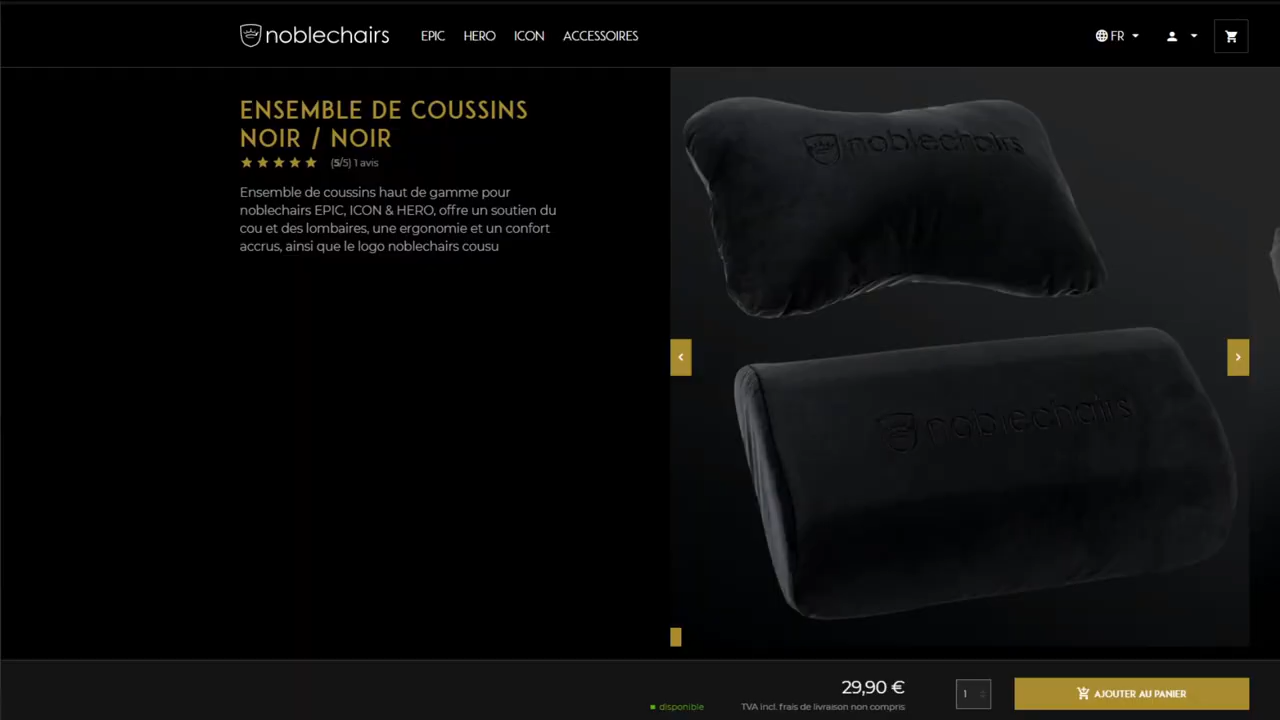 noblechairs EPIC HERO ICON ACCESSOIRES FR
ENSEMBLE DE COUSSINS
NOIR / NOIR
(5/5) 1 avis
Ensemble de coussins haut de gamme pour
noblechairs EPIC, ICON & HERO, offre un soutien du
cou et des lombaires, une ergonomie et un confort
accrus, ainsi que le logo noblechairs cousu
noblechairs
noblechairs
29,90 €
1
AJOUTER AU PANIER
disponible
TVA incl. frais de livraison non compris